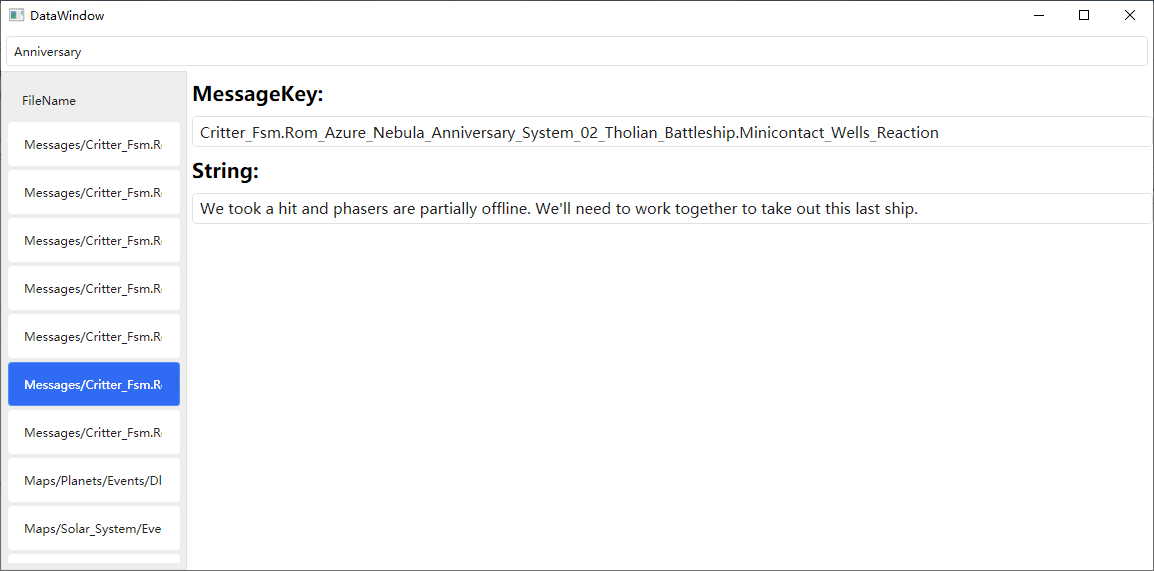 DataWindow
Anniversary
FileName
Messages/Critter_Fsm.R
Messages/Critter_Fsm.R
Messages/Critter_Fsm.R
Messages/Critter_Fsm.R
Messages/Critter_Fsm.R
Messages/Critter_Fsm.R
Messages/Critter_Fsm.R
Maps/Planets/Events/Dl
Maps/Solar_System/Eve
MessageKey:
Critter_Fsm.Rom_Azure_Nebula_Anniversary_System_02_Tholian_Battleship.Minicontact_Wells_Reaction
String:
We took a hit and phasers are partially offline. We'll need to work together to take out this last ship.